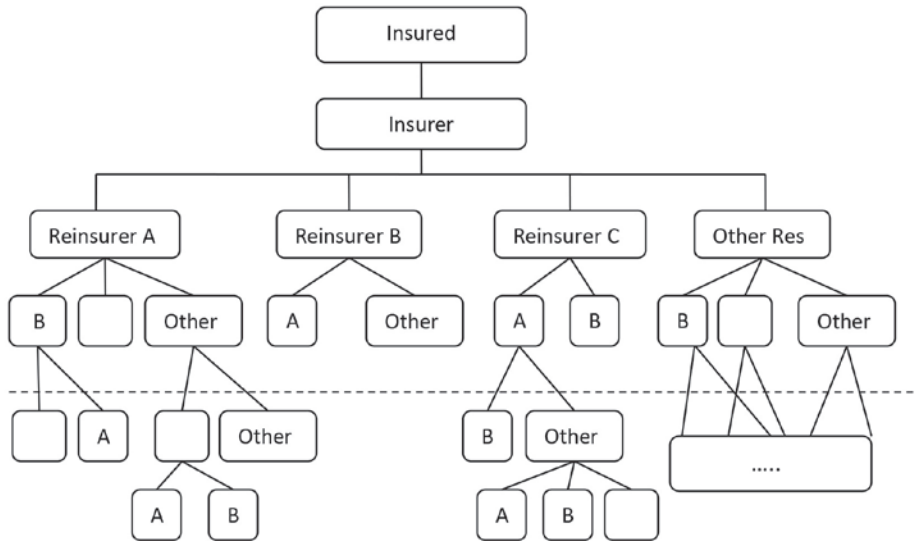 Insured
Insurer
Reinsurer A
Reinsurer B
Reinsurer C
Other Res
B
Other
A
Other
A
B
B
Other
A
Other
B
Other
.....
A
B
A
B